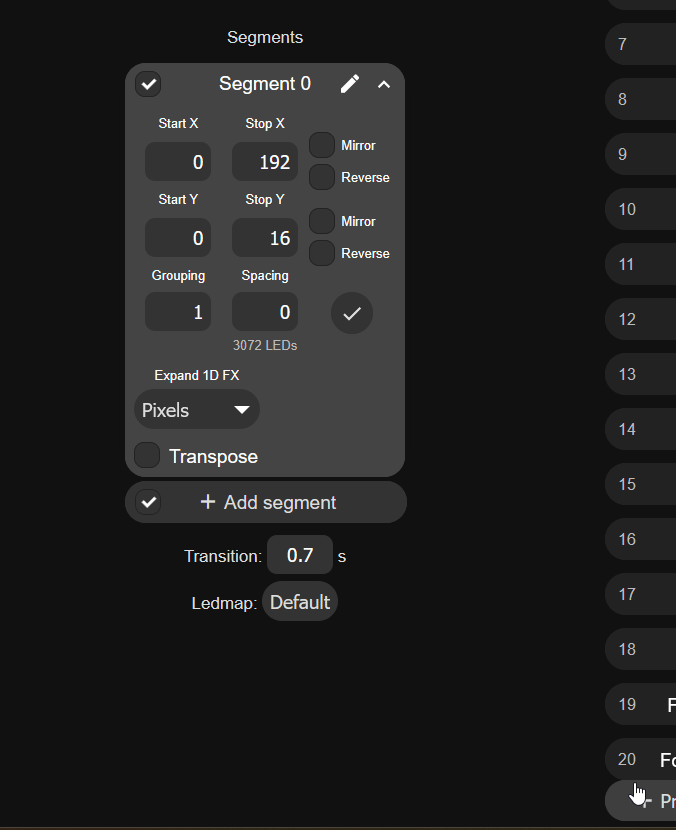 Segments
Segment 0
Start X Stop X
0 192
Mirror
Reverse
Start Y Stop Y
0 16
Mirror
Reverse
Grouping Spacing
1 0
3072 LEDs
Expand 1D FX
Pixels
Transpose
+ Add segment
Transition: 0.7 s
Ledmap: Default
7
8
9
10
11
12
13
14
15
16
17
18
19
20